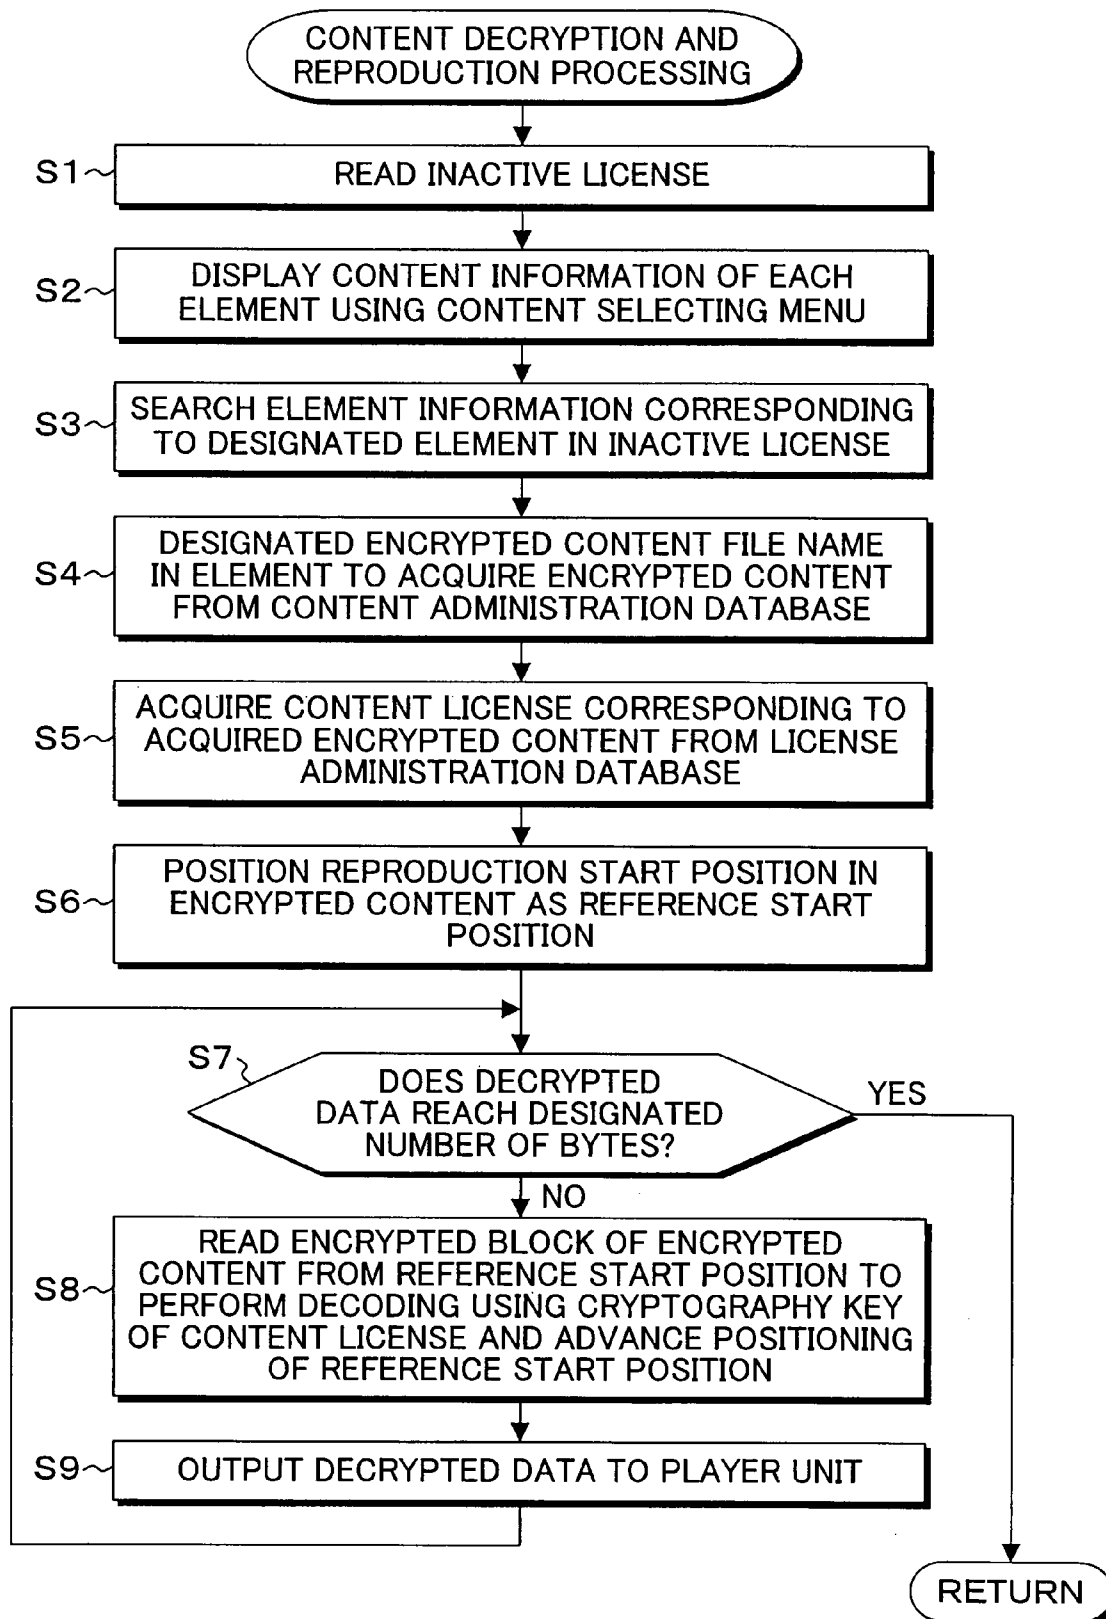 CONTENT DECRYPTION AND
REPRODUCTION PROCESSING
S1
READ INACTIVE LICENSE
S2
DISPLAY CONTENT INFORMATION OF EACH
ELEMENT USING CONTENT SELECTING MENU
S3
SEARCH ELEMENT INFORMATION CORRESPONDING
TO DESIGNATED ELEMENT IN INACTIVE LICENSE
S4
DESIGNATED ENCRYPTED CONTENT FILE NAME
IN ELEMENT TO ACQUIRE ENCRYPTED CONTENT
FROM CONTENT ADMINISTRATION DATABASE
S5
ACQUIRE CONTENT LICENSE CORRESPONDING TO
ACQUIRED ENCRYPTED CONTENT FROM LICENSE
ADMINISTRATION DATABASE
S6
POSITION REPRODUCTION START POSITION IN
ENCRYPTED CONTENT AS REFERENCE START
POSITION
S7
DOES DECRYPTED
DATA REACH DESIGNATED
NUMBER OF BYTES?
YES
NO
S8
READ ENCRYPTED BLOCK OF ENCRYPTED
CONTENT FROM REFERENCE START POSITION TO
PERFORM DECODING USING CRYPTOGRAPHY KEY
OF CONTENT LICENSE AND ADVANCE POSITIONING
OF REFERENCE START POSITION
S9
OUTPUT DECRYPTED DATA TO PLAYER UNIT
RETURN